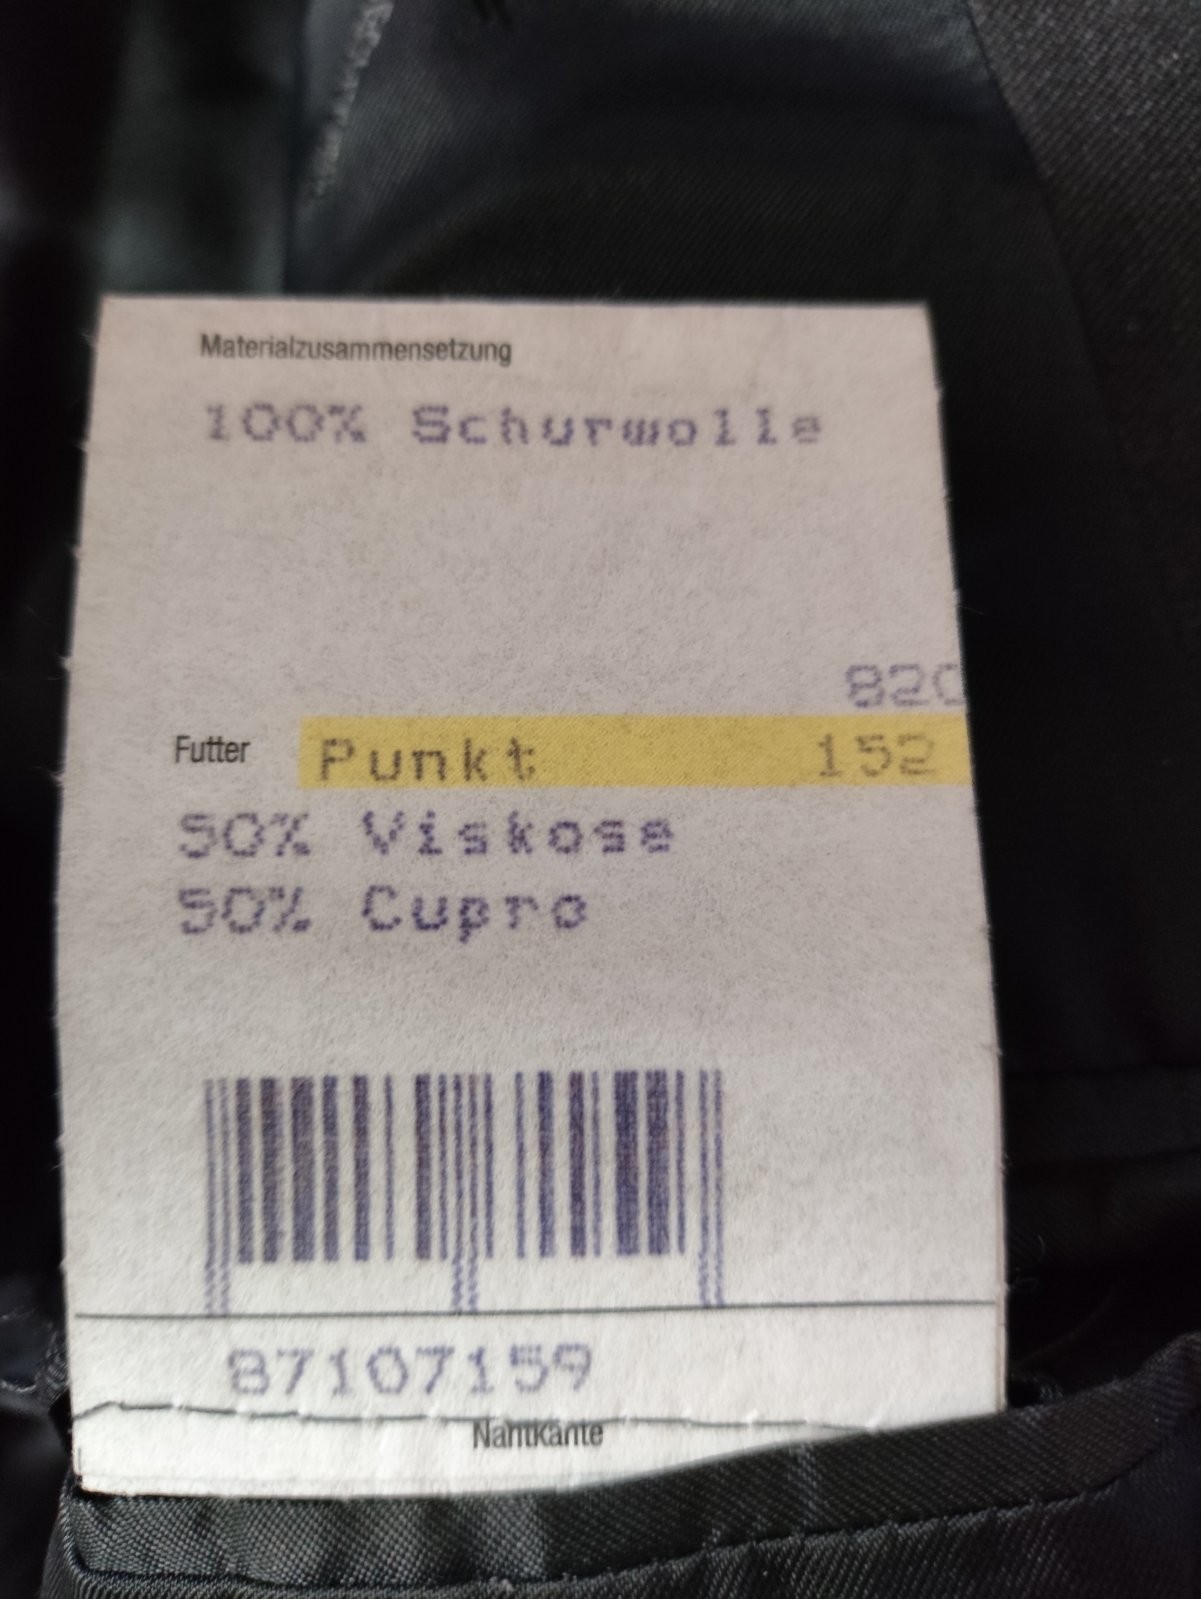 Materialzusammensetzung
100% Schurwolle
820
Futter Punkt 152
50% Viskose
50% Cupro
87107159
Nahtkante